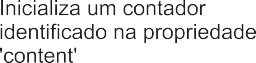 Inicializa um contador
identificado na propriedade
'content'